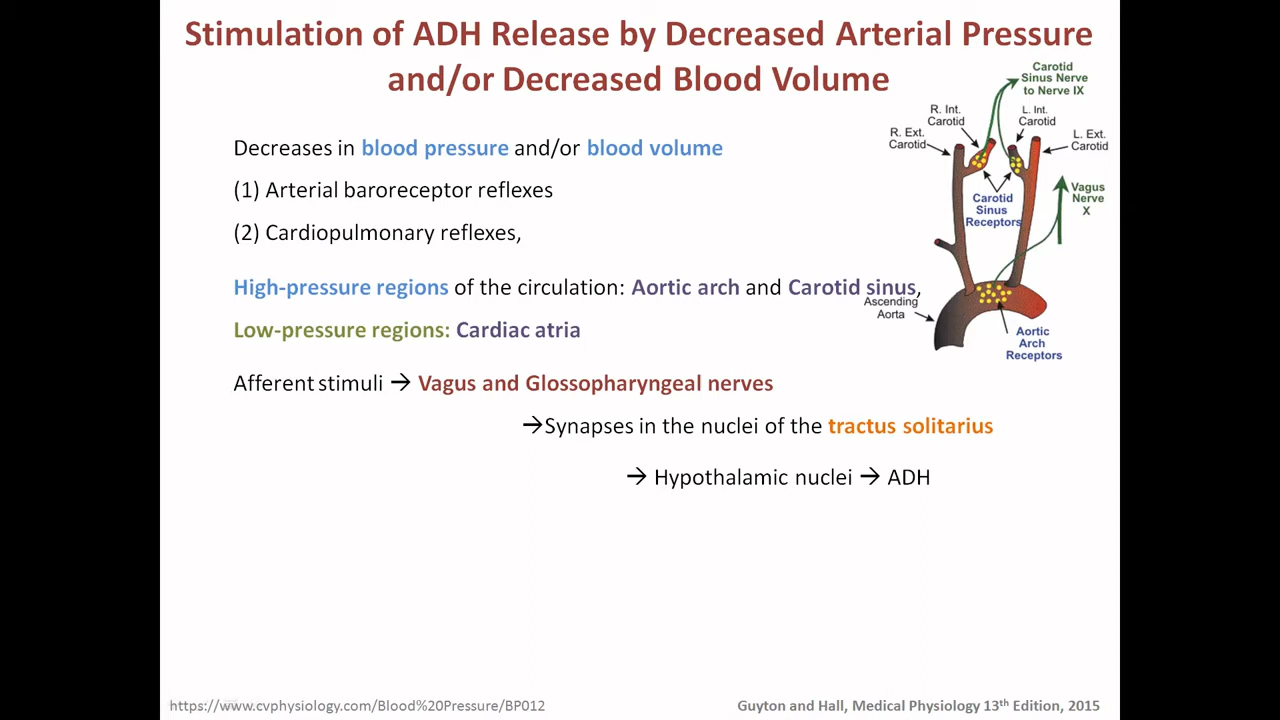 Stimulation of ADH Release by Decreased Arterial Pressure
and/or Decreased Blood Volume
Carotid
Sinus Nerve
to Nerve IX
R. Int.
Carotid
L. Int.
Carotid
R. Ext.
Carotid
L. Ext.
Carotid
Carotid
Sinus
Receptors
Vagus
Nerve
X
Ascending
Aorta
Aortic
Arch
Receptors
Decreases in blood pressure and/or blood volume
(1) Arterial baroreceptor reflexes
(2) Cardiopulmonary reflexes,
High-pressure regions of the circulation: Aortic arch and Carotid sinus,
Low-pressure regions: Cardiac atria
Afferent stimuli → Vagus and Glossopharyngeal nerves
→Synapses in the nuclei of the tractus solitarius
→ Hypothalamic nuclei → ADH
https://www.cvphysiology.com/Blood%20Pressure/BP012
Guyton and Hall, Medical Physiology 13th Edition, 2015